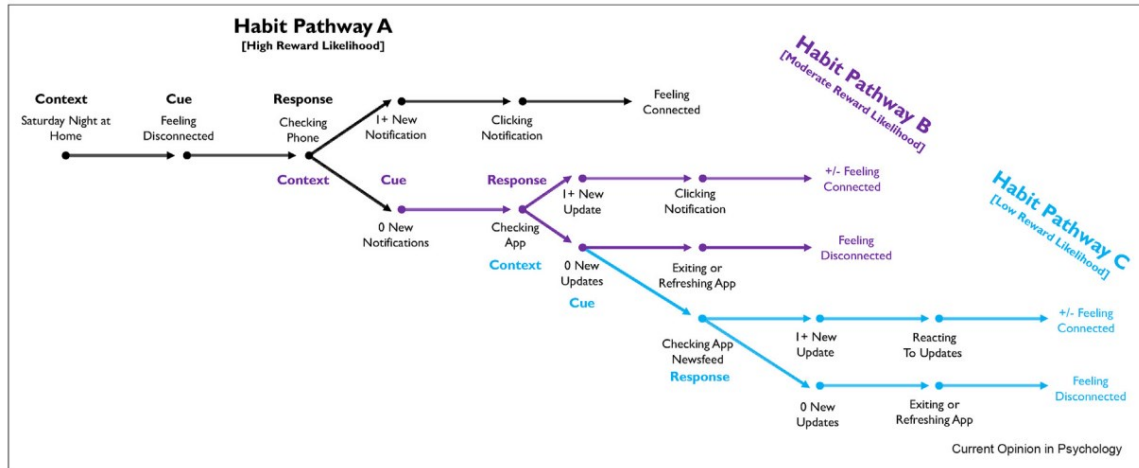 Habit Pathway A
[High Reward Likelihood]
Habit Pathway B
[Moderate Reward Likelihood]
Habit Pathway C
[Low Reward Likelihood]
Context
Saturday Night at
Home
Cue
Feeling
Disconnected
Response
Checking
Phone
1+ New
Notification
Clicking
Notification
Feeling
Connected
Context
Cue
0 New
Notifications
Response
Checking
App
1+ New
Update
Clicking
Notification
+/- Feeling
Connected
Context
0 New
Updates
Cue
Exiting or
Refreshing App
Feeling
Disconnected
Checking App
Newsfeed
Response
1+ New
Update
Reacting
To Updates
+/- Feeling
Connected
0 New
Updates
Exiting or
Refreshing App
Feeling
Disconnected
Current Opinion in Psychology